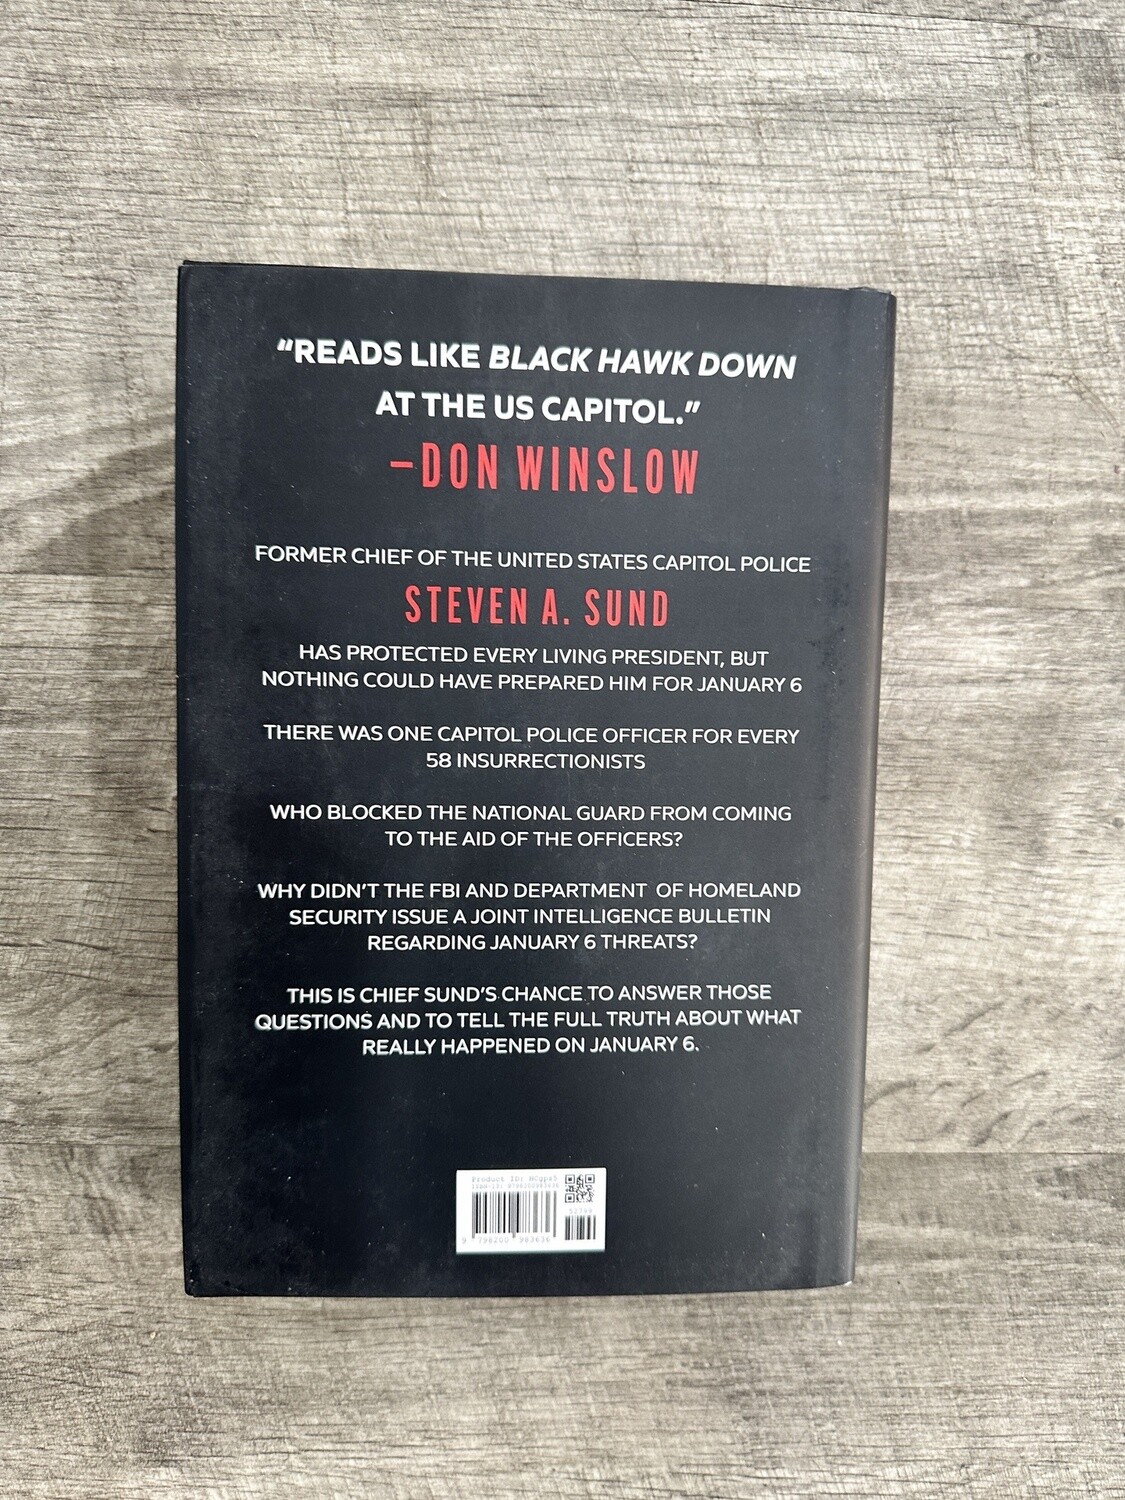 “READS LIKE BLACK HAWK DOWN
AT THE US CAPITOL.”
–DON WINSLOW
FORMER CHIEF OF THE UNITED STATES CAPITOL POLICE
STEVEN A. SUND
HAS PROTECTED EVERY LIVING PRESIDENT, BUT
NOTHING COULD HAVE PREPARED HIM FOR JANUARY 6
THERE WAS ONE CAPITOL POLICE OFFICER FOR EVERY
58 INSURRECTIONISTS
WHO BLOCKED THE NATIONAL GUARD FROM COMING
TO THE AID OF THE OFFICERS?
WHY DIDN’T THE FBI AND DEPARTMENT OF HOMELAND
SECURITY ISSUE A JOINT INTELLIGENCE BULLETIN
REGARDING JANUARY 6 THREATS?
THIS IS CHIEF SUND’S CHANCE TO ANSWER THOSE
QUESTIONS AND TO TELL THE FULL TRUTH ABOUT WHAT
REALLY HAPPENED ON JANUARY 6.
Product ID:
9 798200 983636